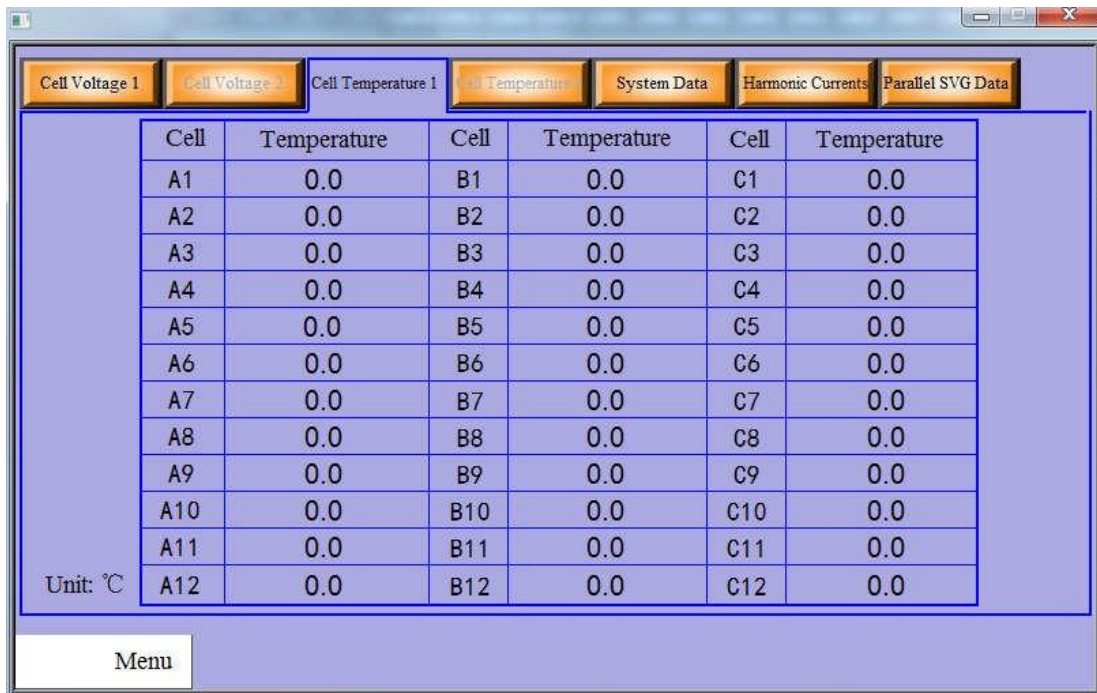 Cell Voltage 1 Cell Voltage 2 Cell Temperature 1 Cell Temperature System Data Harmonic Currents Parallel SVG Data
Cell Temperature Cell Temperature Cell Temperature
A1 0.0 B1 0.0 C1 0.0
A2 0.0 B2 0.0 C2 0.0
A3 0.0 B3 0.0 C3 0.0
A4 0.0 B4 0.0 C4 0.0
A5 0.0 B5 0.0 C5 0.0
A6 0.0 B6 0.0 C6 0.0
A7 0.0 B7 0.0 C7 0.0
A8 0.0 B8 0.0 C8 0.0
A9 0.0 B9 0.0 C9 0.0
A10 0.0 B10 0.0 C10 0.0
A11 0.0 B11 0.0 C11 0.0
Unit: ℃ A12 0.0 B12 0.0 C12 0.0
Menu